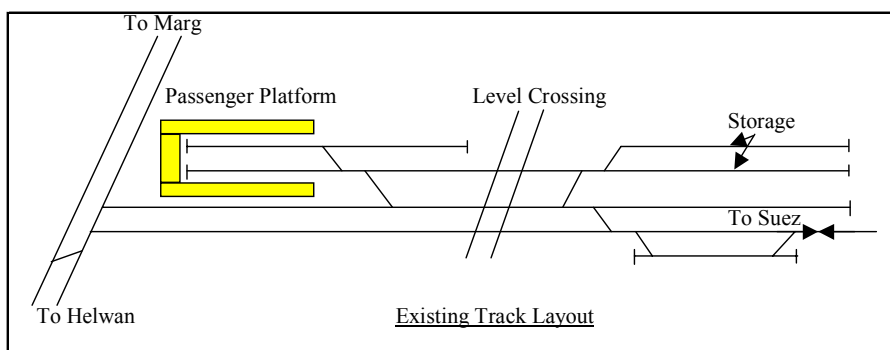 To Marg
Passenger Platform
Level Crossing
Storage
To Suez
To Helwan
Existing Track Layout